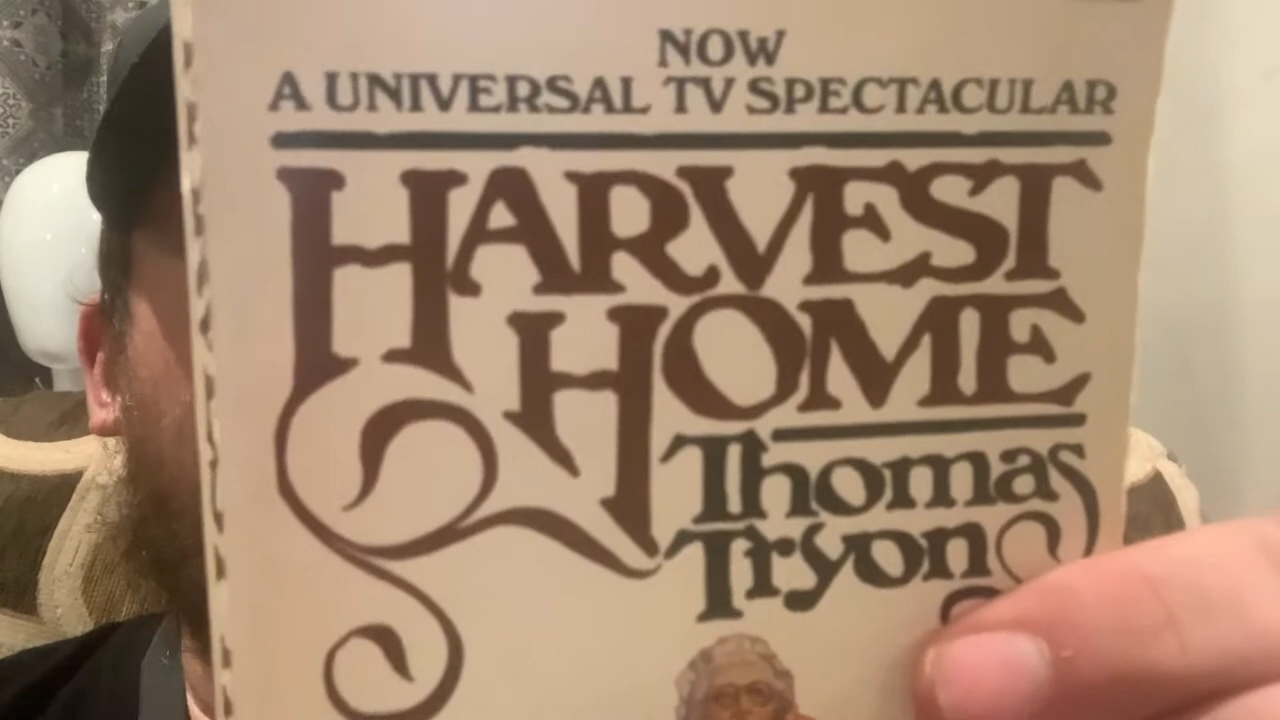 NOW
A UNIVERSAL TV SPECTACULAR
HARVEST
HOME
Thomas
Tryon